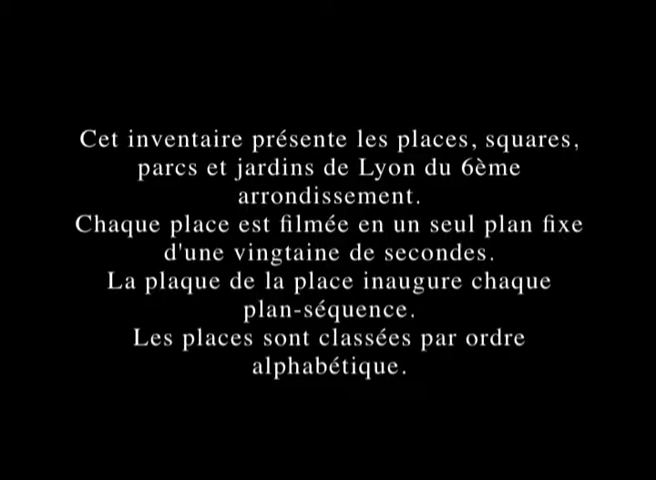 Cet inventaire présente les places, squares,
parcs et jardins de Lyon du 6ème
arrondissement.
Chaque place est filmée en un seul plan fixe
d'une vingtaine de secondes.
La plaque de la place inaugure chaque
plan-séquence.
Les places sont classées par ordre
alphabétique.